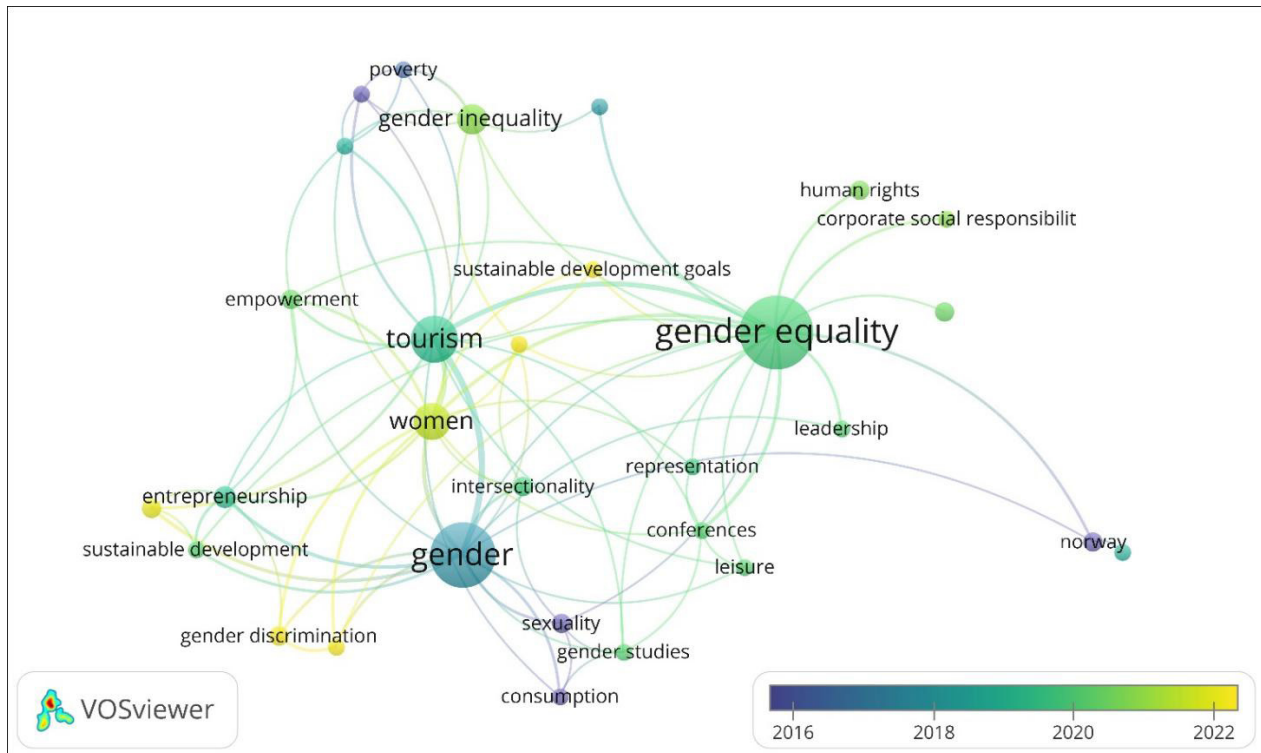 poverty
gender inequality
human rights
corporate social responsibilit
sustainable development goals
empowerment
tourism
gender equality
women
leadership
representation
intersectionality
entrepreneurship
conferences
norway
sustainable development
gender
leisure
sexuality
gender discrimination
gender studies
consumption
VOSviewer
2016 2018 2020 2022